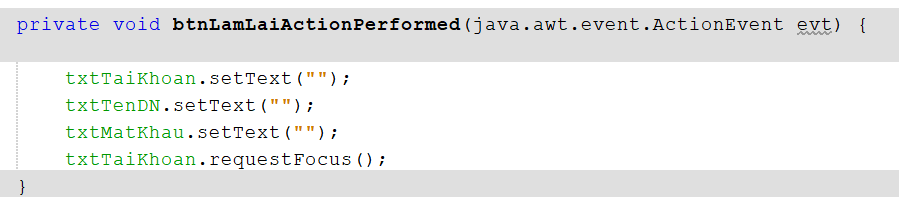 private void btnLamLaiActionPerformed(java.awt.event.ActionEvent evt) {
txtTaiKhoan.setText("");
txtTenDN.setText("");
txtMatKhau.setText("");
txtTaiKhoan.requestFocus();
}